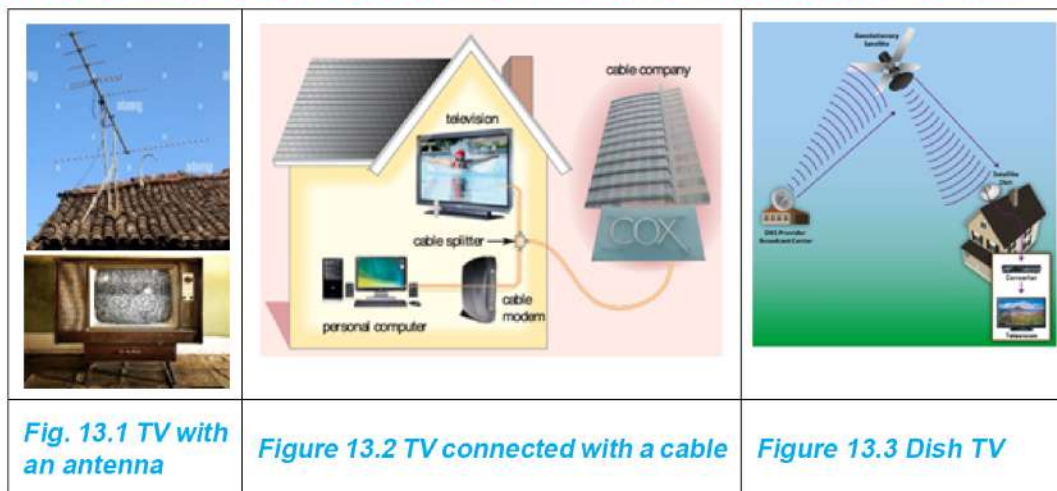 alamy
cable company
television
COX
cable splitter
cable
modem
personal computer
Geostationary
Satellite
Satellite
Dish
DBS Provider
Broadcast Center
Converter
Television
Fig. 13.1 TV with
an antenna
Figure 13.2 TV connected with a cable
Figure 13.3 Dish TV